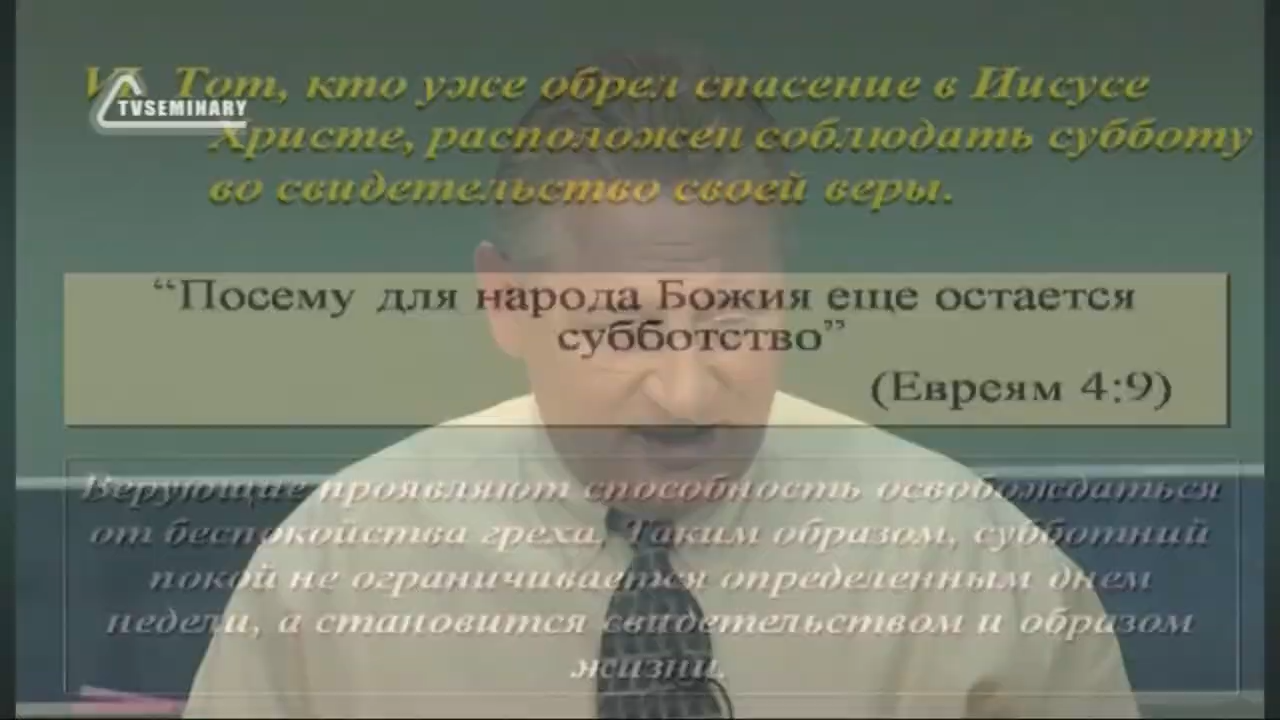 VI. Тот, кто уже обрел спасение в Иисусе
TVSEMINARY
Христе, расположен соблюдать субботу
во свидетельство своей веры.
“Посему для народа Божия еще остается
субботство”
(Евреям 4:9)
Верующие проявляют способность освобождаться
от беспокойства греха. Таким образом, субботний
покой не ограничивается определенным днем
недели, а становится свидетельством и образом
жизни.